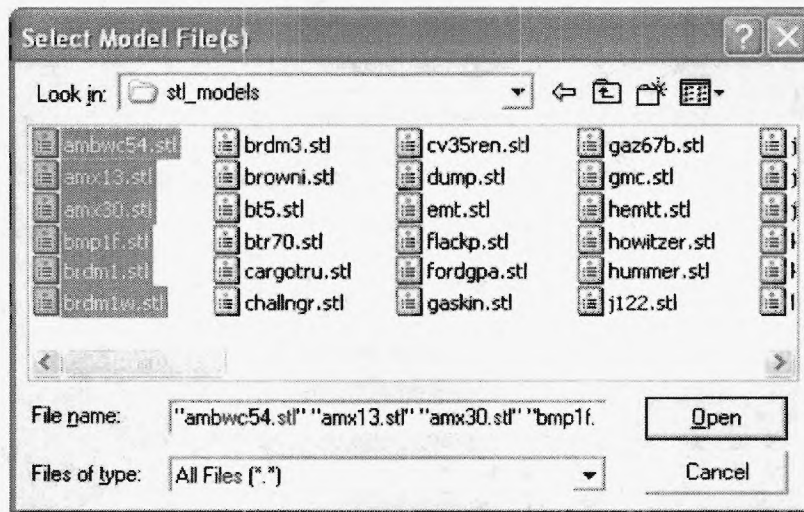 Select Model File(s)
Look in: stl_models
ambwc54.stl brdm3.stl cv35ren.stl gaz67b.stl j
amx13.stl browni.stl dump.stl gmc.stl j
amx30.stl bt5.stl emt.stl hemtt.stl j
bmp1f.stl btr70.stl flackp.stl howitzer.stl k
brdm1.stl cargotru.stl fordgpa.stl hummer.stl k
brdm1w.stl challngr.stl gaskin.stl j122.stl l
File name: "ambwc54.stl" "amx13.stl" "amx30.stl" "bmp1f. Open
Files of type: All Files (*.*) Cancel